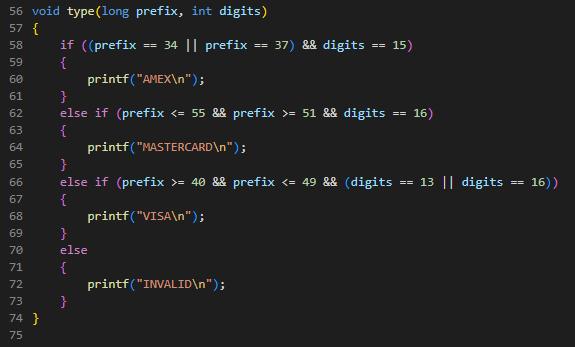 56 void type(long prefix, int digits)
57 {
58     if ((prefix == 34 || prefix == 37) && digits == 15)
59     {
60         printf("AMEX\n");
61     }
62     else if (prefix <= 55 && prefix >= 51 && digits == 16)
63     {
64         printf("MASTERCARD\n");
65     }
66     else if (prefix >= 40 && prefix <= 49 && (digits == 13 || digits == 16))
67     {
68         printf("VISA\n");
69     }
70     else
71     {
72         printf("INVALID\n");
73     }
74 }
75